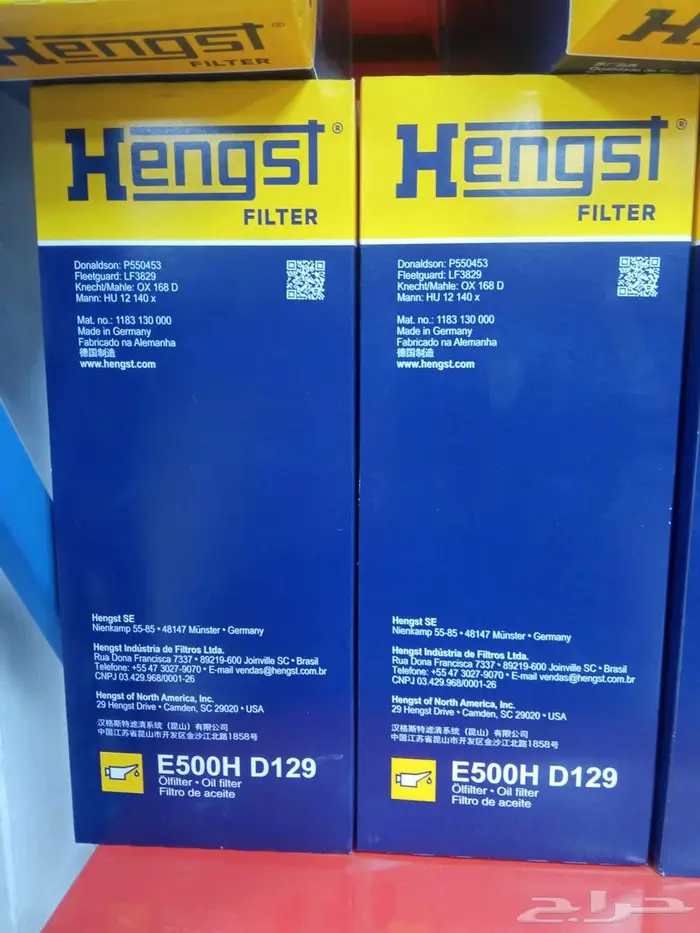 Hengst
FILTER
H
Hengst®
FILTER
Donaldson: P550453
Fleetguard: LF3829
Knecht/Mahle: OX 168 D
Mann: HU 12 140 x
Mat. no.: 1183 130 000
Made in Germany
Fabricado na Alemanha
德国制造
www.hengst.com
Hengst SE
Nienkamp 55-85 • 48147 Münster • Germany
Hengst Indústria de Filtros Ltda.
Rua Dona Francisca 7337 • 89219-600 Joinville SC • Brasil
Telefone: +55 47 3027-9070 • E-mail vendas@hengst.com.br
CNPJ 03.429.968/0001-26
Hengst of North America, Inc.
29 Hengst Drive • Camden, SC 29020 • USA
汉格斯特滤清系统（昆山）有限公司
中国江苏省昆山市开发区金沙江北路1858号
E500H D129
Ölfilter • Oil filter
Filtro de aceite
Hengst®
FILTER
Donaldson: P550453
Fleetguard: LF3829
Knecht/Mahle: OX 168 D
Mann: HU 12 140 x
Mat. no.: 1183 130 000
Made in Germany
Fabricado na Alemanha
德国制造
www.hengst.com
Hengst SE
Nienkamp 55-85 • 48147 Münster • Germany
Hengst Indústria de Filtros Ltda.
Rua Dona Francisca 7337 • 89219-600 Joinville SC • Brasil
Telefone: +55 47 3027-9070 • E-mail vendas@hengst.com.br
CNPJ 03.429.968/0001-26
Hengst of North America, Inc.
29 Hengst Drive • Camden, SC 29020 • USA
汉格斯特滤清系统（昆山）有限公司
中国江苏省昆山市开发区金沙江北路1858号
E500H D129
Ölfilter • Oil filter
Filtro de aceite
حراج